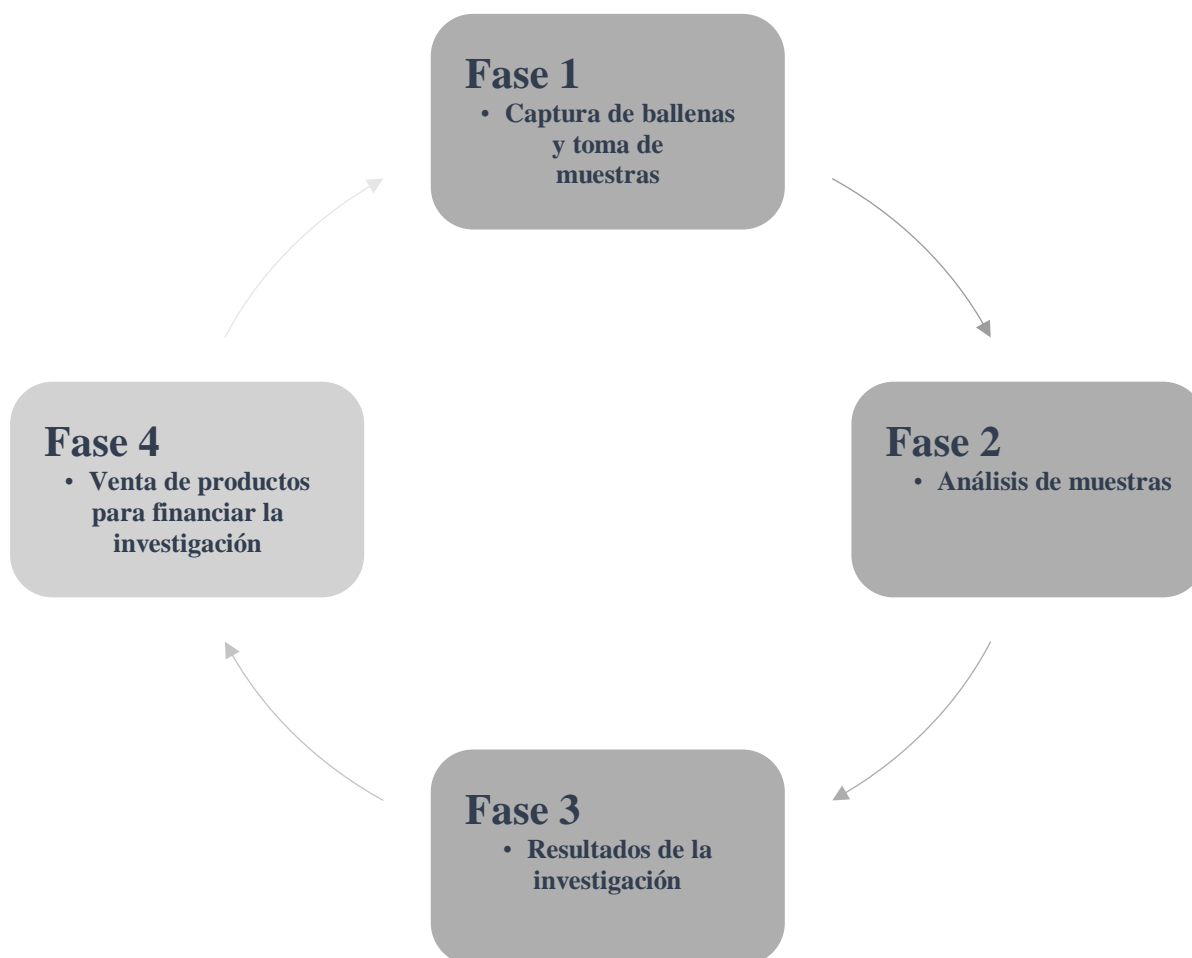 Fase 1
• Captura de ballenas
y toma de
muestras
Fase 2
• Análisis de muestras
Fase 3
• Resultados de la
investigación
Fase 4
• Venta de productos
para financiar la
investigación